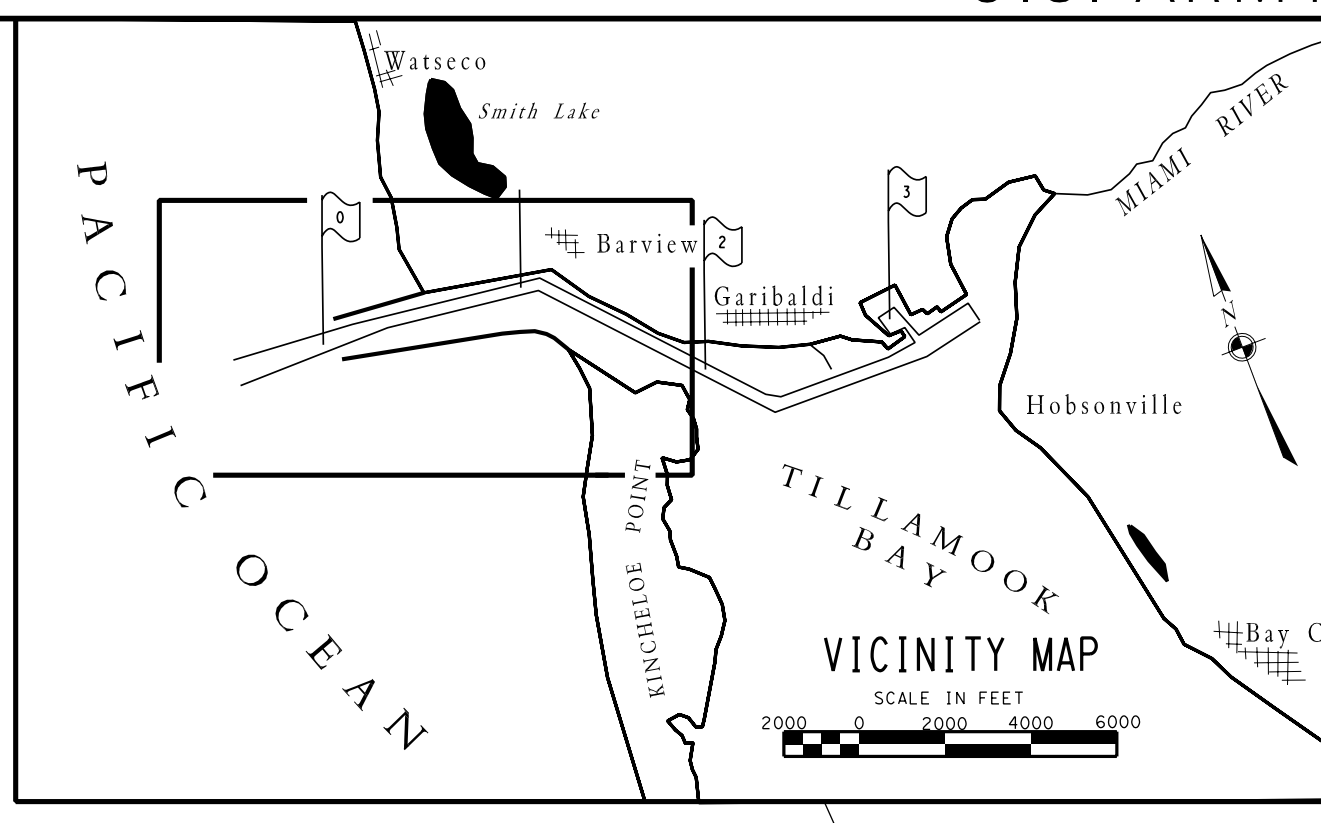 Watseco
Smith Lake
MIAMI RIVER
PACIFIC OCEAN
0
2
3
Barview
Garibaldi
N
Hobsonville
KINCHELOE POINT
TILLAMOOK
BAY
Bay C
VICINITY MAP
SCALE IN FEET
2000 0 2000 4000 6000